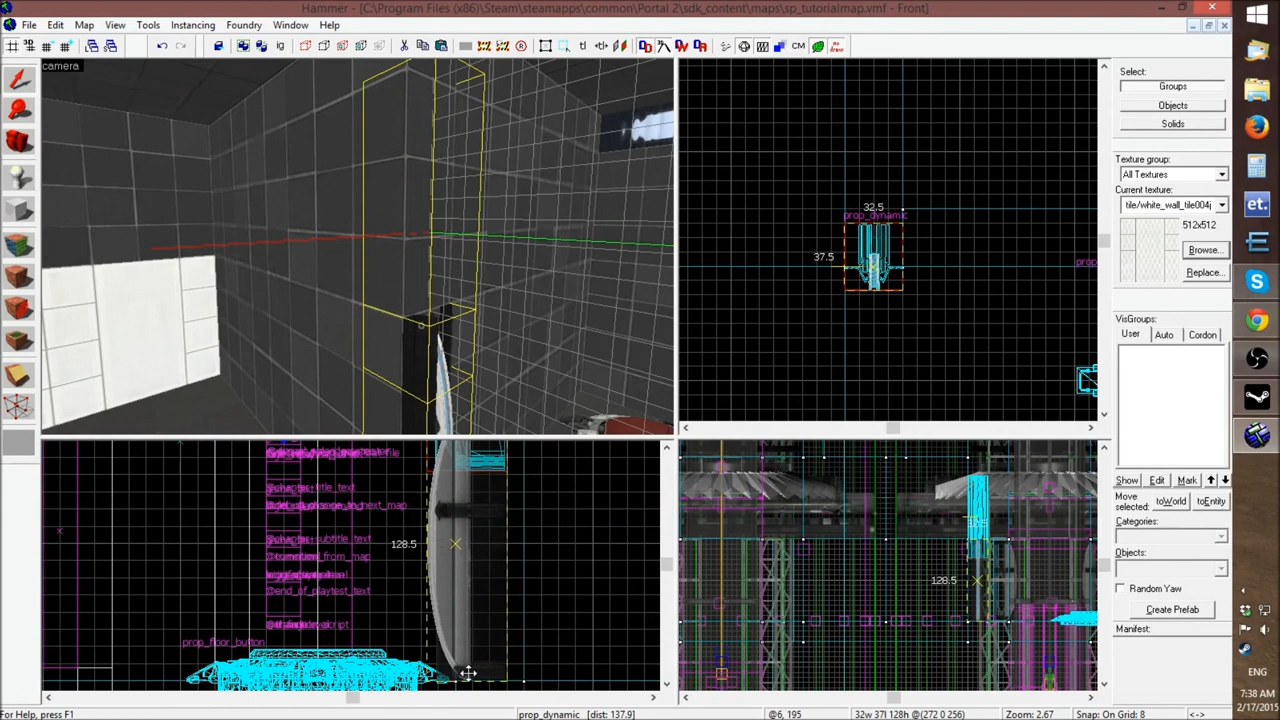 Hammer - [C:\Program Files (x86)\Steam\steamapps\common\Portal 2\sdk_content\maps\sp_tutorialmap.vmf - Front]
File Edit Map View Tools Instancing Foundry Window Help
CM
camera
32.5
prop_dynamic
37.5
prop
Select:
Groups
Objects
Solids
Texture group:
All Textures
Current texture:
tile/white_wall_tile004j
512x512
Browse...
Replace...
VisGroups:
User Auto Cordon
Show Edit Mark
Move selected: toWorld toEntity
Categories:
Objects:
Random Yaw
Create Prefab
Manifest:
128.5
prop_floor_button
128.5
For Help, press F1
prop_dynamic [dist: 137.9]
@6, 195
32w 37l 128h @(272 0 256)
Zoom: 2.67
Snap: On Grid: 8
<->
et.
ENG
7:38 AM
2/17/2015